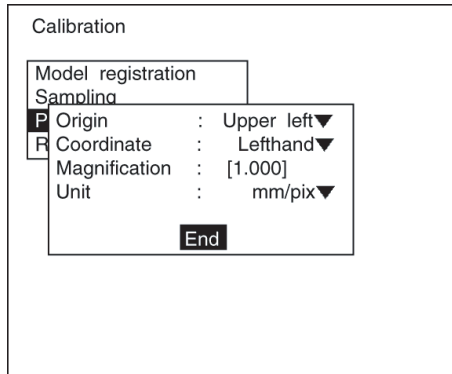 Calibration
Model registration
Sampling
P
R
Origin : Upper left▼
Coordinate : Lefthand▼
Magnification : [1.000]
Unit : mm/pix▼
End